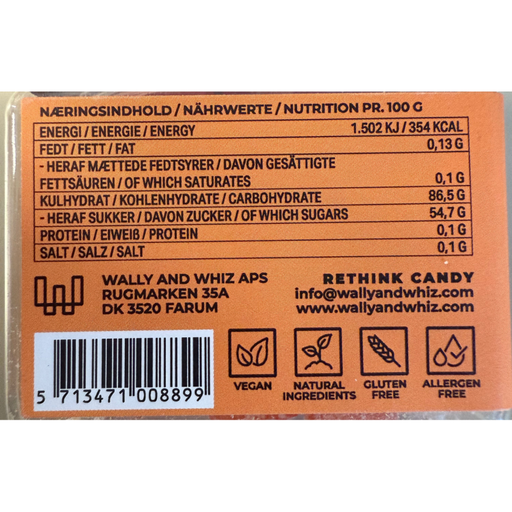 NÆRINGSINDHOLD / NÄHRWERTE / NUTRITION PR. 100 G
ENERGI / ENERGIE / ENERGY 1.502 KJ / 354 KCAL
FEDT / FETT / FAT 0,13 G
- HERAF MÆTTEDE FEDTSYRER / DAVON GESÄTTIGTE
FETTSÄUREN / OF WHICH SATURATES 0,1 G
KULHYDRAT / KOHLENHYDRATE / CARBOHYDRATE 86,5 G
- HERAF SUKKER / DAVON ZUCKER / OF WHICH SUGARS 54,7 G
PROTEIN / EIWEIß / PROTEIN 0,1 G
SALT / SALZ / SALT 0,1 G
WALLY AND WHIZ APS
RUGMARKEN 35A
DK 3520 FARUM
RETHINK CANDY
info@wallyandwhiz.com
www.wallyandwhiz.com
5 713471 008899
VEGAN
NATURAL
INGREDIENTS
GLUTEN
FREE
ALLERGEN
FREE